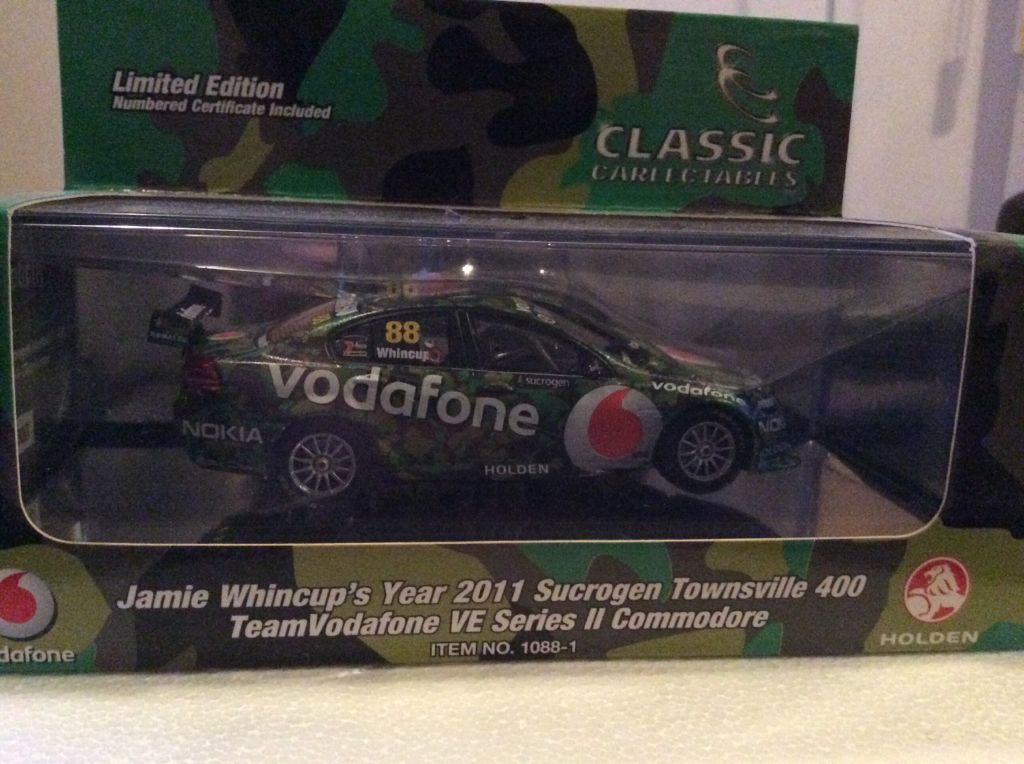 Limited Edition
Numbered Certificate Included
CLASSIC
CARLECTABLES
88
Whincup
sucrogen
vodafone
vodafone
NOKIA
HOLDEN
Jamie Whincup's Year 2011 Sucrogen Townsville 400
TeamVodafone VE Series II Commodore
ITEM NO. 1088-1
dafone
HOLDEN